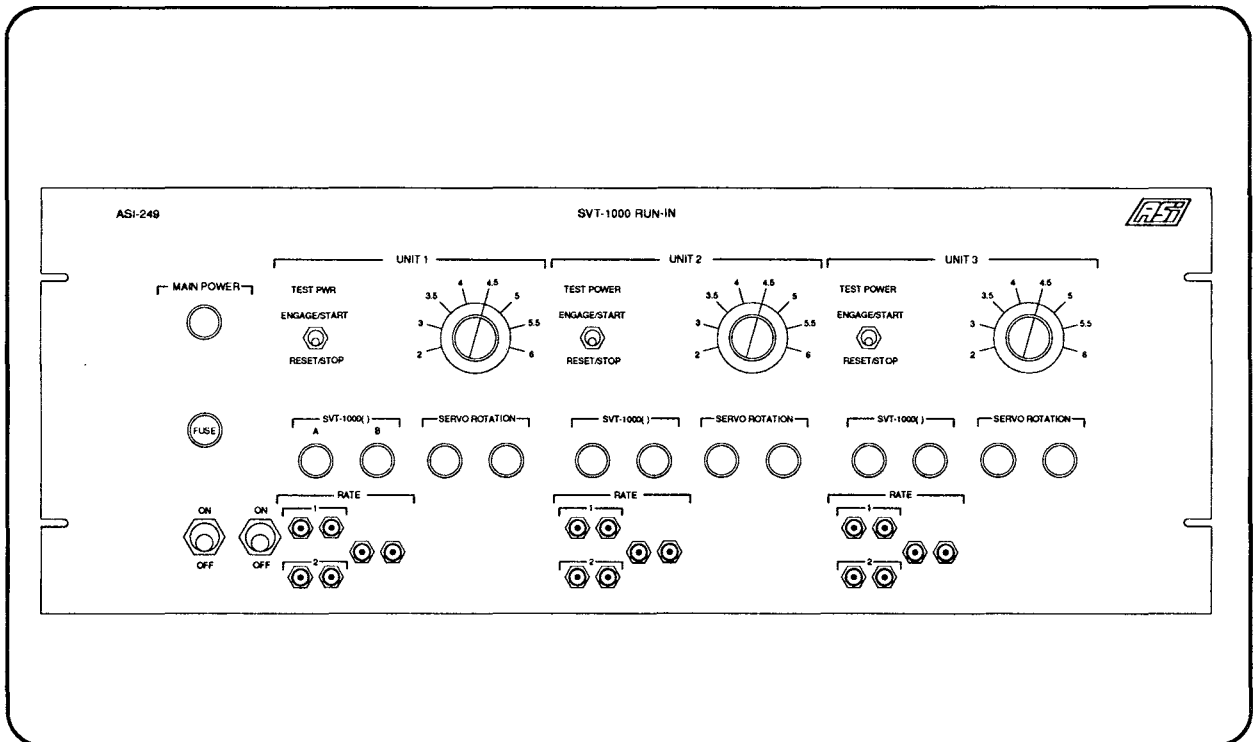 ASI-249
SVT-1000 RUN-IN
ASi
MAIN POWER
FUSE
ON
OFF
ON
OFF
UNIT 1
TEST PWR
ENGAGE/START
RESET/STOP
2
3
3.5
4
4.5
5
5.5
6
SVT-1000( )
A
B
SERVO ROTATION
RATE
1
2
UNIT 2
TEST POWER
ENGAGE/START
RESET/STOP
2
3
3.5
4
4.5
5
5.5
6
SVT-1000( )
SERVO ROTATION
RATE
1
2
UNIT 3
TEST POWER
ENGAGE/START
RESET/STOP
2
3
3.5
4
4.5
5
5.5
6
SVT-1000( )
SERVO ROTATION
RATE
1
2